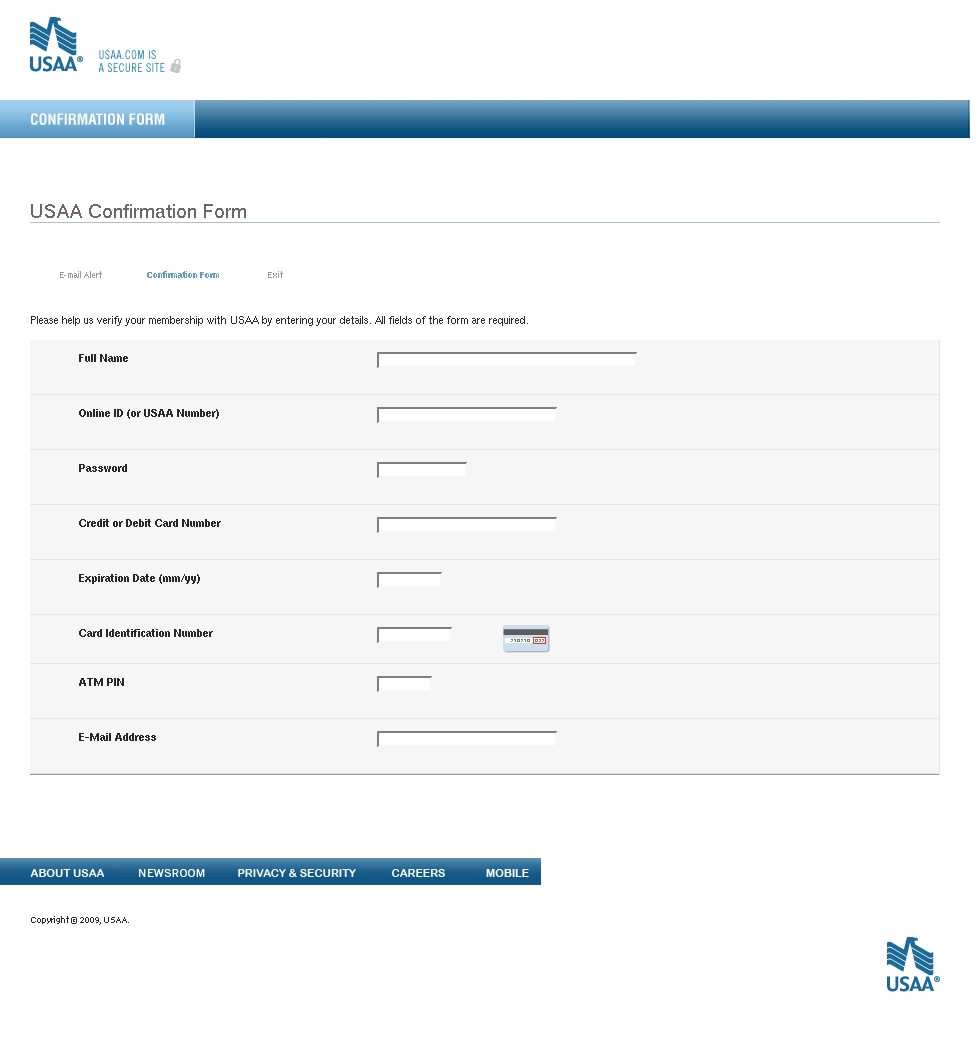 USAA®
USAA.COM IS
A SECURE SITE
CONFIRMATION FORM
USAA Confirmation Form
E-mail Alert Confirmation Form Exit
Please help us verify your membership with USAA by entering your details. All fields of the form are required.
Full Name
Online ID (or USAA Number)
Password
Credit or Debit Card Number
Expiration Date (mm/yy)
Card Identification Number
ATM PIN
E-Mail Address
ABOUT USAA NEWSROOM PRIVACY & SECURITY CAREERS MOBILE
Copyright © 2009, USAA.
USAA®